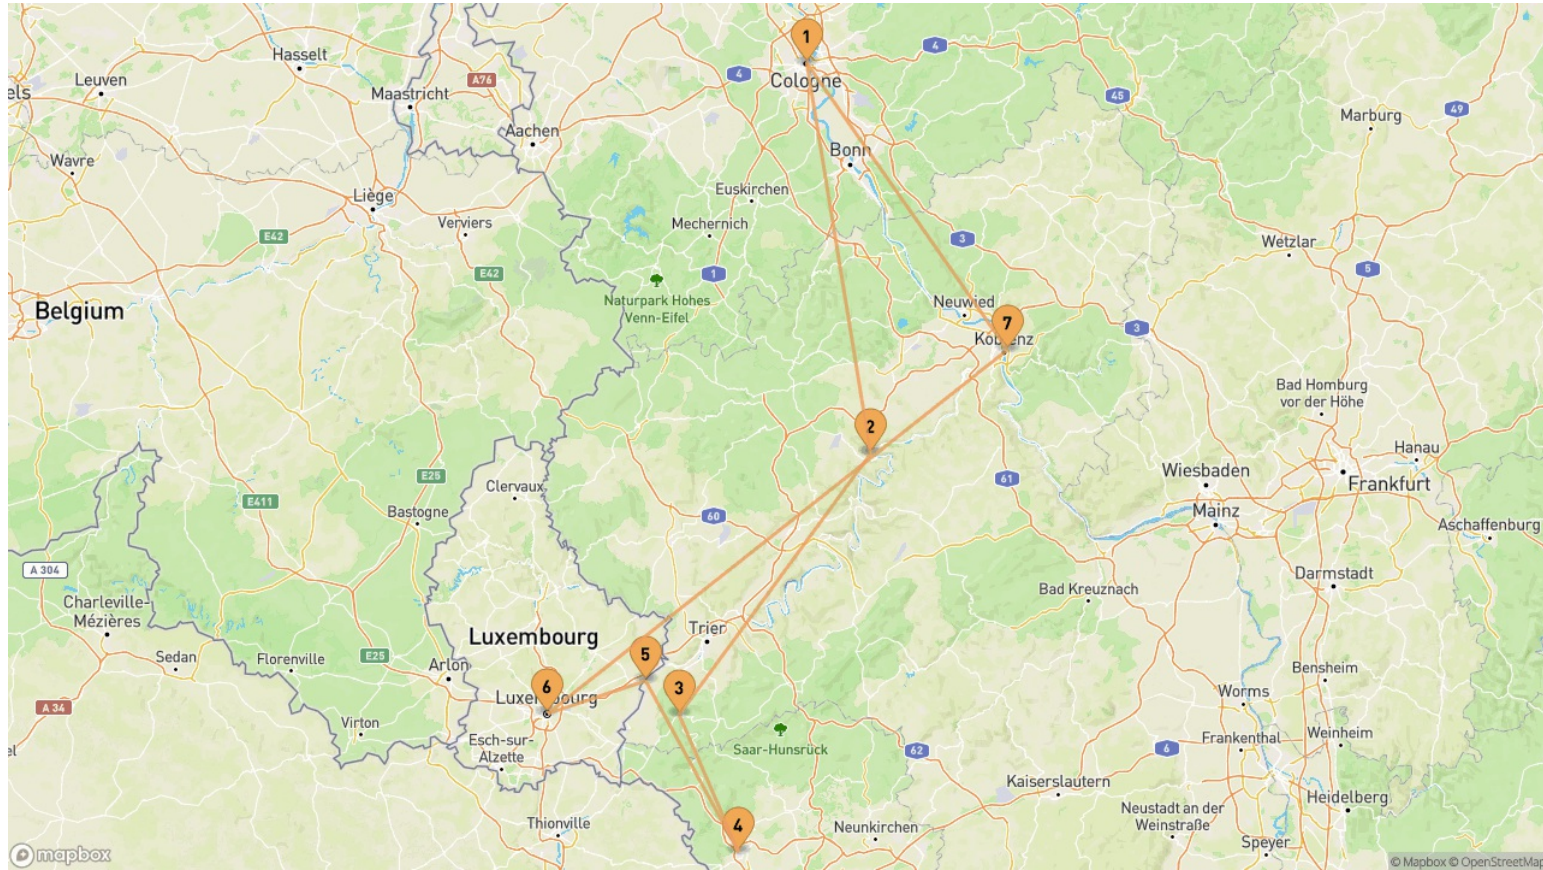 1
Hasselt
4
Leuven
A76
4
Cologne
45
els
Maastricht
49
Marburg
Aachen
Bonn
Wavre
Euskirchen
Liège
Verviers
Mechernich
E42
3
Wetzlar
E42
1
5
Naturpark Hohes
Venn-Eifel
Neuwied
Belgium
7
3
Koblenz
Bad Homburg
vor der Höhe
2
Hanau
Wiesbaden
E25
61
Frankfurt
Clervaux
E411
Mainz
Bastogne
60
Aschaffenburg
A 304
Darmstadt
Bad Kreuznach
Charleville-
Mézières
Trier
Luxembourg
5
Sedan
Florenville
E25
Arlon
Bensheim
6
3
Luxembourg
Worms
A 34
Virton
Saar-Hunsrück
62
6
Frankenthal
Weinheim
el
Esch-sur-
Alzette
Kaiserslautern
Heidelberg
Neustadt an der
Weinstraße
Thionville
4
Neunkirchen
Speyer
mapbox
© Mapbox © OpenStreetMap